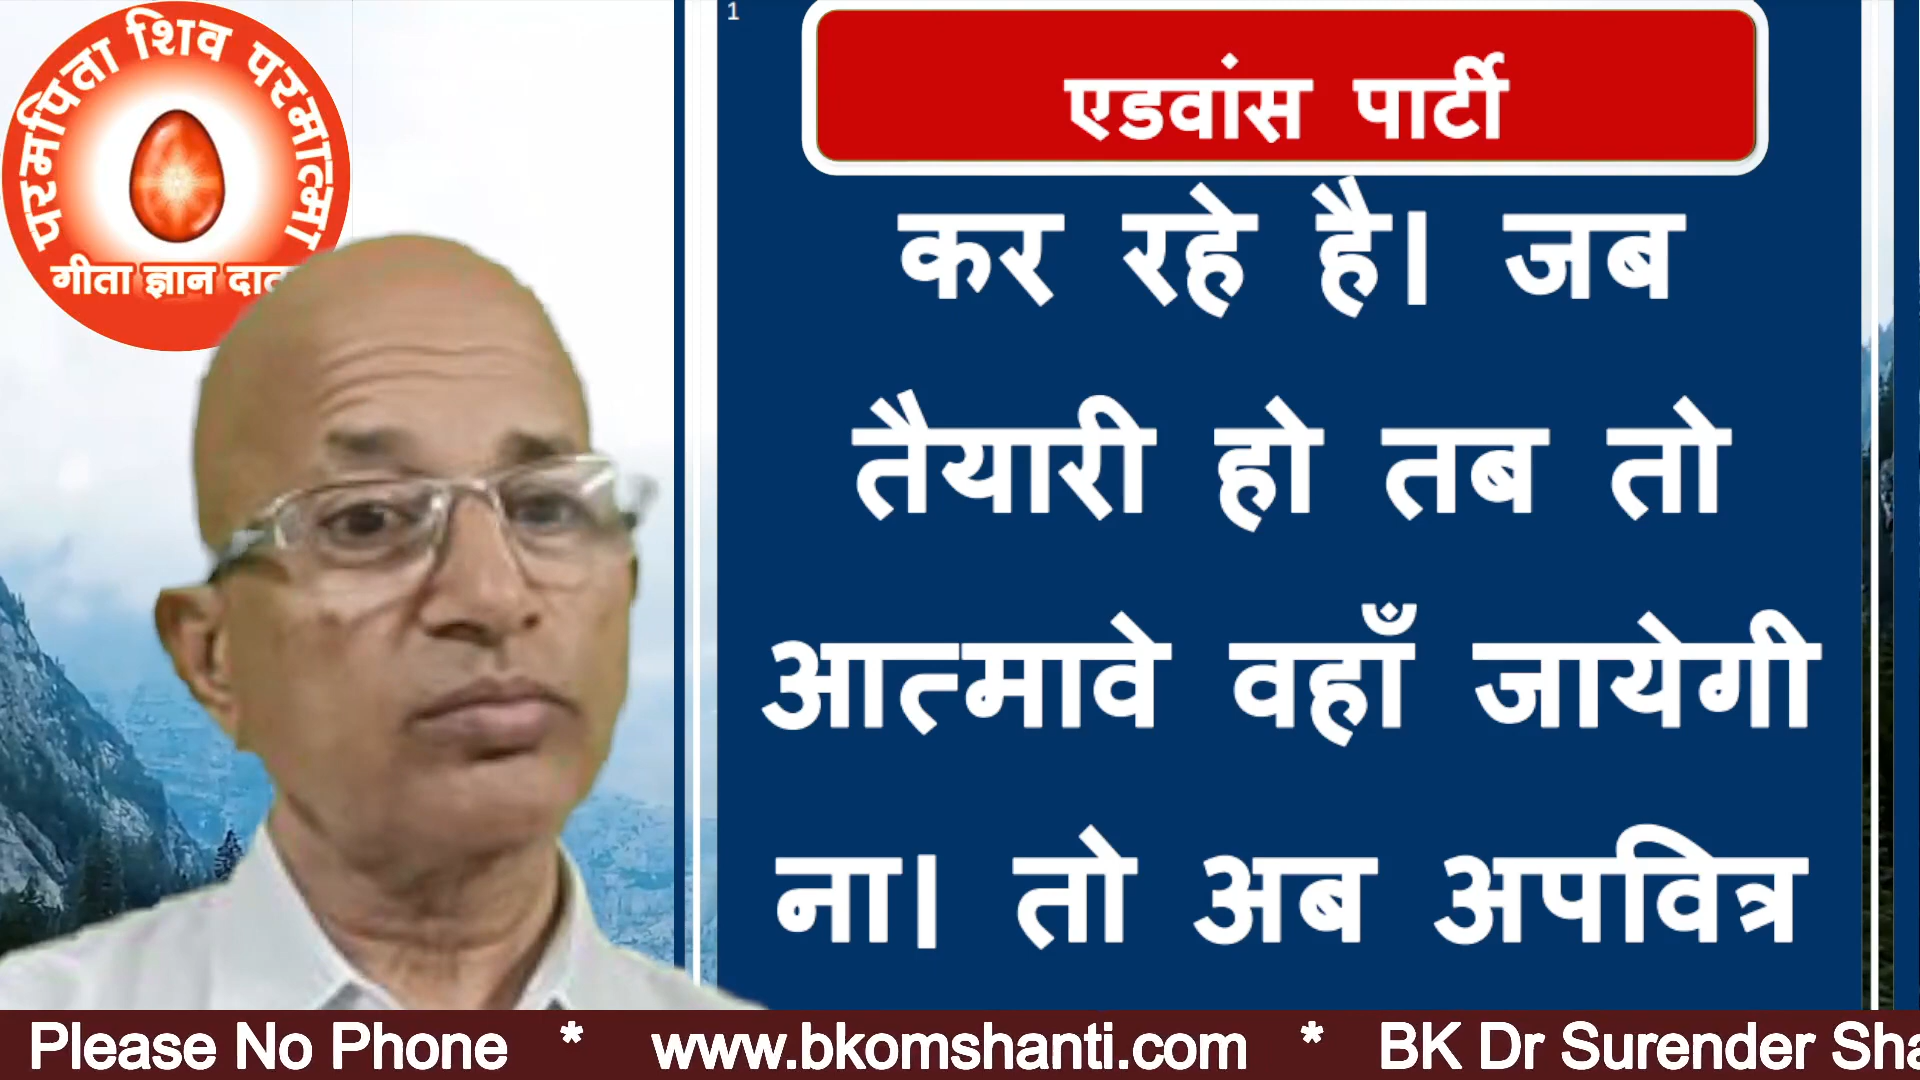 परमपिता शिव परमात्मा
गीता ज्ञान
1
एडवांस पार्टी
कर रहे है। जब
तैयारी हो तब तो
आत्मावे वहाँ जायेगी
ना। तो अब अपवित्र
Please No Phone * www.bkomshanti.com * BK Dr Surender